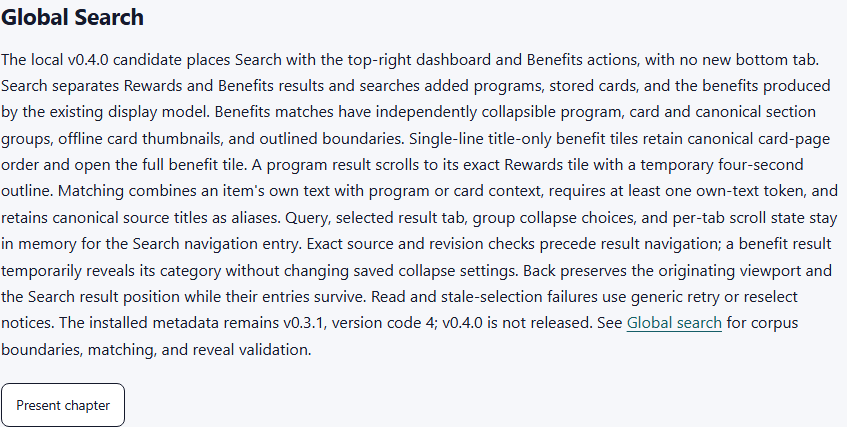 Global Search
The local v0.4.0 candidate places Search with the top-right dashboard and Benefits actions, with no new bottom tab.
Search separates Rewards and Benefits results and searches added programs, stored cards, and the benefits produced
by the existing display model. Benefits matches have independently collapsible program, card and canonical section
groups, offline card thumbnails, and outlined boundaries. Single-line title-only benefit tiles retain canonical card-page
order and open the full benefit tile. A program result scrolls to its exact Rewards tile with a temporary four-second
outline. Matching combines an item's own text with program or card context, requires at least one own-text token, and
retains canonical source titles as aliases. Query, selected result tab, group collapse choices, and per-tab scroll state stay
in memory for the Search navigation entry. Exact source and revision checks precede result navigation; a benefit result
temporarily reveals its category without changing saved collapse settings. Back preserves the originating viewport and
the Search result position while their entries survive. Read and stale-selection failures use generic retry or reselect
notices. The installed metadata remains v0.3.1, version code 4; v0.4.0 is not released. See Global search for corpus
boundaries, matching, and reveal validation.
Present chapter